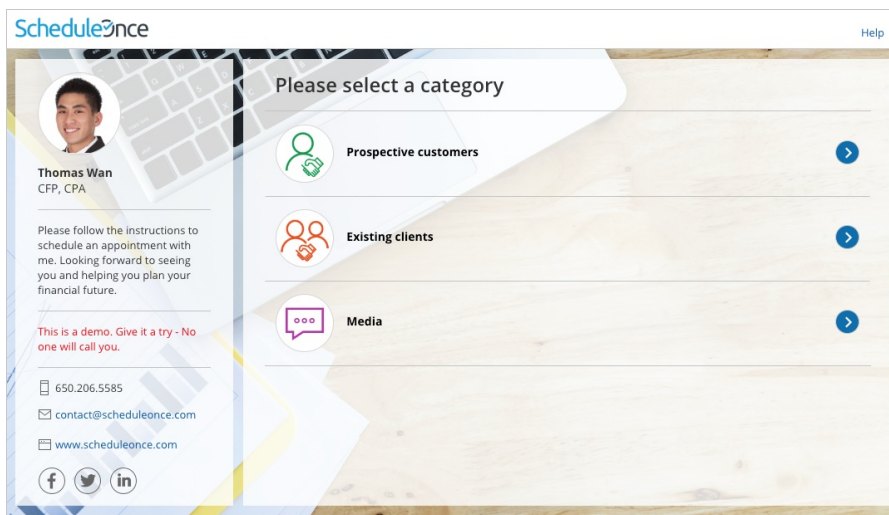 ScheduleOnce
Help
Thomas Wan
CFP, CPA
Please follow the instructions to
schedule an appointment with
me. Looking forward to seeing
you and helping you plan your
financial future.
This is a demo. Give it a try - No
one will call you.
650.206.5585
contact@scheduleonce.com
www.scheduleonce.com
Please select a category
Prospective customers
Existing clients
Media